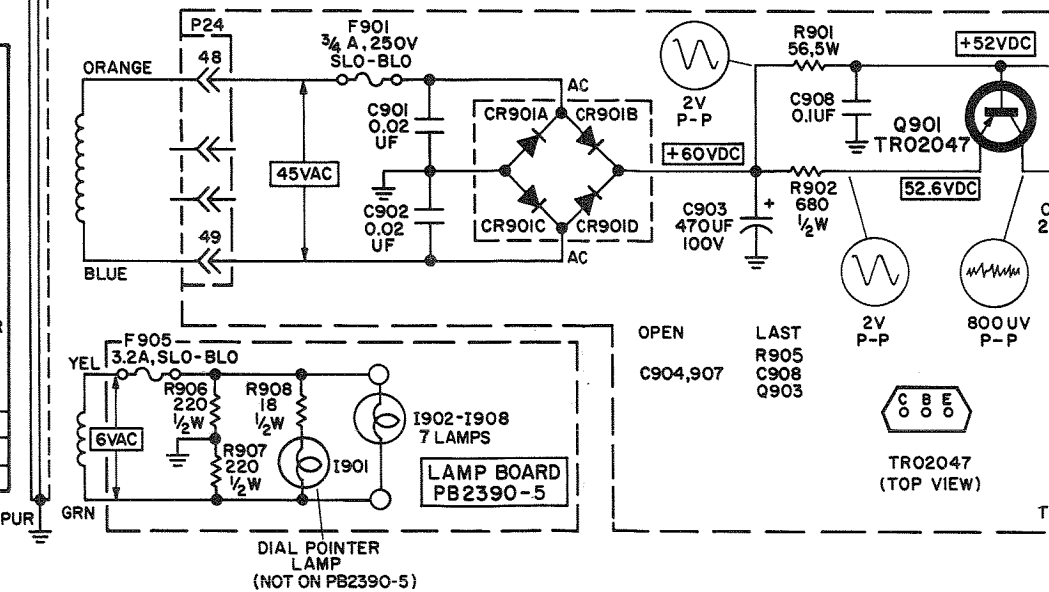 P24
F901
3/4 A, 250V
SLO-BLO
ORANGE
48
C901
0.02
UF
45VAC
C902
0.02
UF
49
BLUE
AC
CR901A
CR901B
CR901C
CR901D
AC
+60VDC
2V
P-P
R901
56,5W
C908
0.1UF
+52VDC
Q901
TR02047
R902
680
1/2W
52.6VDC
C903
470UF
100V
+
2V
P-P
800UV
P-P
2
OPEN
LAST
R905
C904,907
C908
Q903
C B E
TR02047
(TOP VIEW)
F905
3.2A, SLO-BLO
YEL
6VAC
R906
220
1/2W
R907
220
1/2W
R908
18
1/2W
I901
I902-I908
7 LAMPS
LAMP BOARD
PB2390-5
GRN
PUR
DIAL POINTER
LAMP
(NOT ON PB2390-5)
T